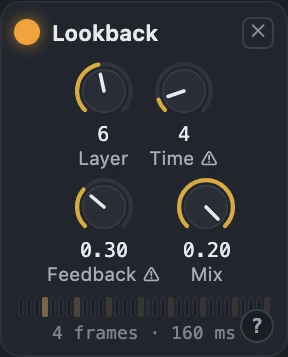 Lookback
6 4
Layer Time ⚠
0.30 0.20
Feedback ⚠ Mix
4 frames · 160 ms ?